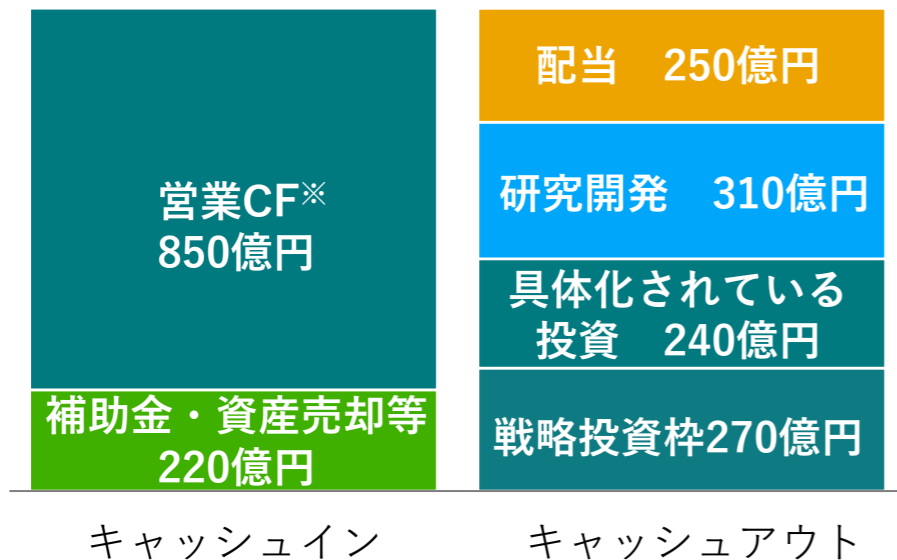 営業CF※
850億円
補助金・資産売却等
220億円
キャッシュイン
配当　250億円
研究開発　310億円
具体化されている
投資　240億円
戦略投資枠270億円
キャッシュアウト